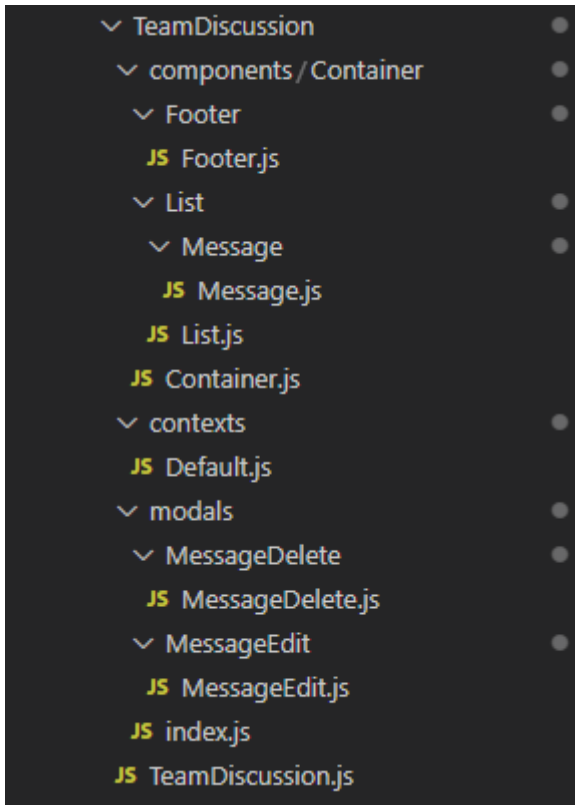 TeamDiscussion
components / Container
Footer
JS Footer.js
List
Message
JS Message.js
JS List.js
JS Container.js
contexts
JS Default.js
modals
MessageDelete
JS MessageDelete.js
MessageEdit
JS MessageEdit.js
JS index.js
JS TeamDiscussion.js